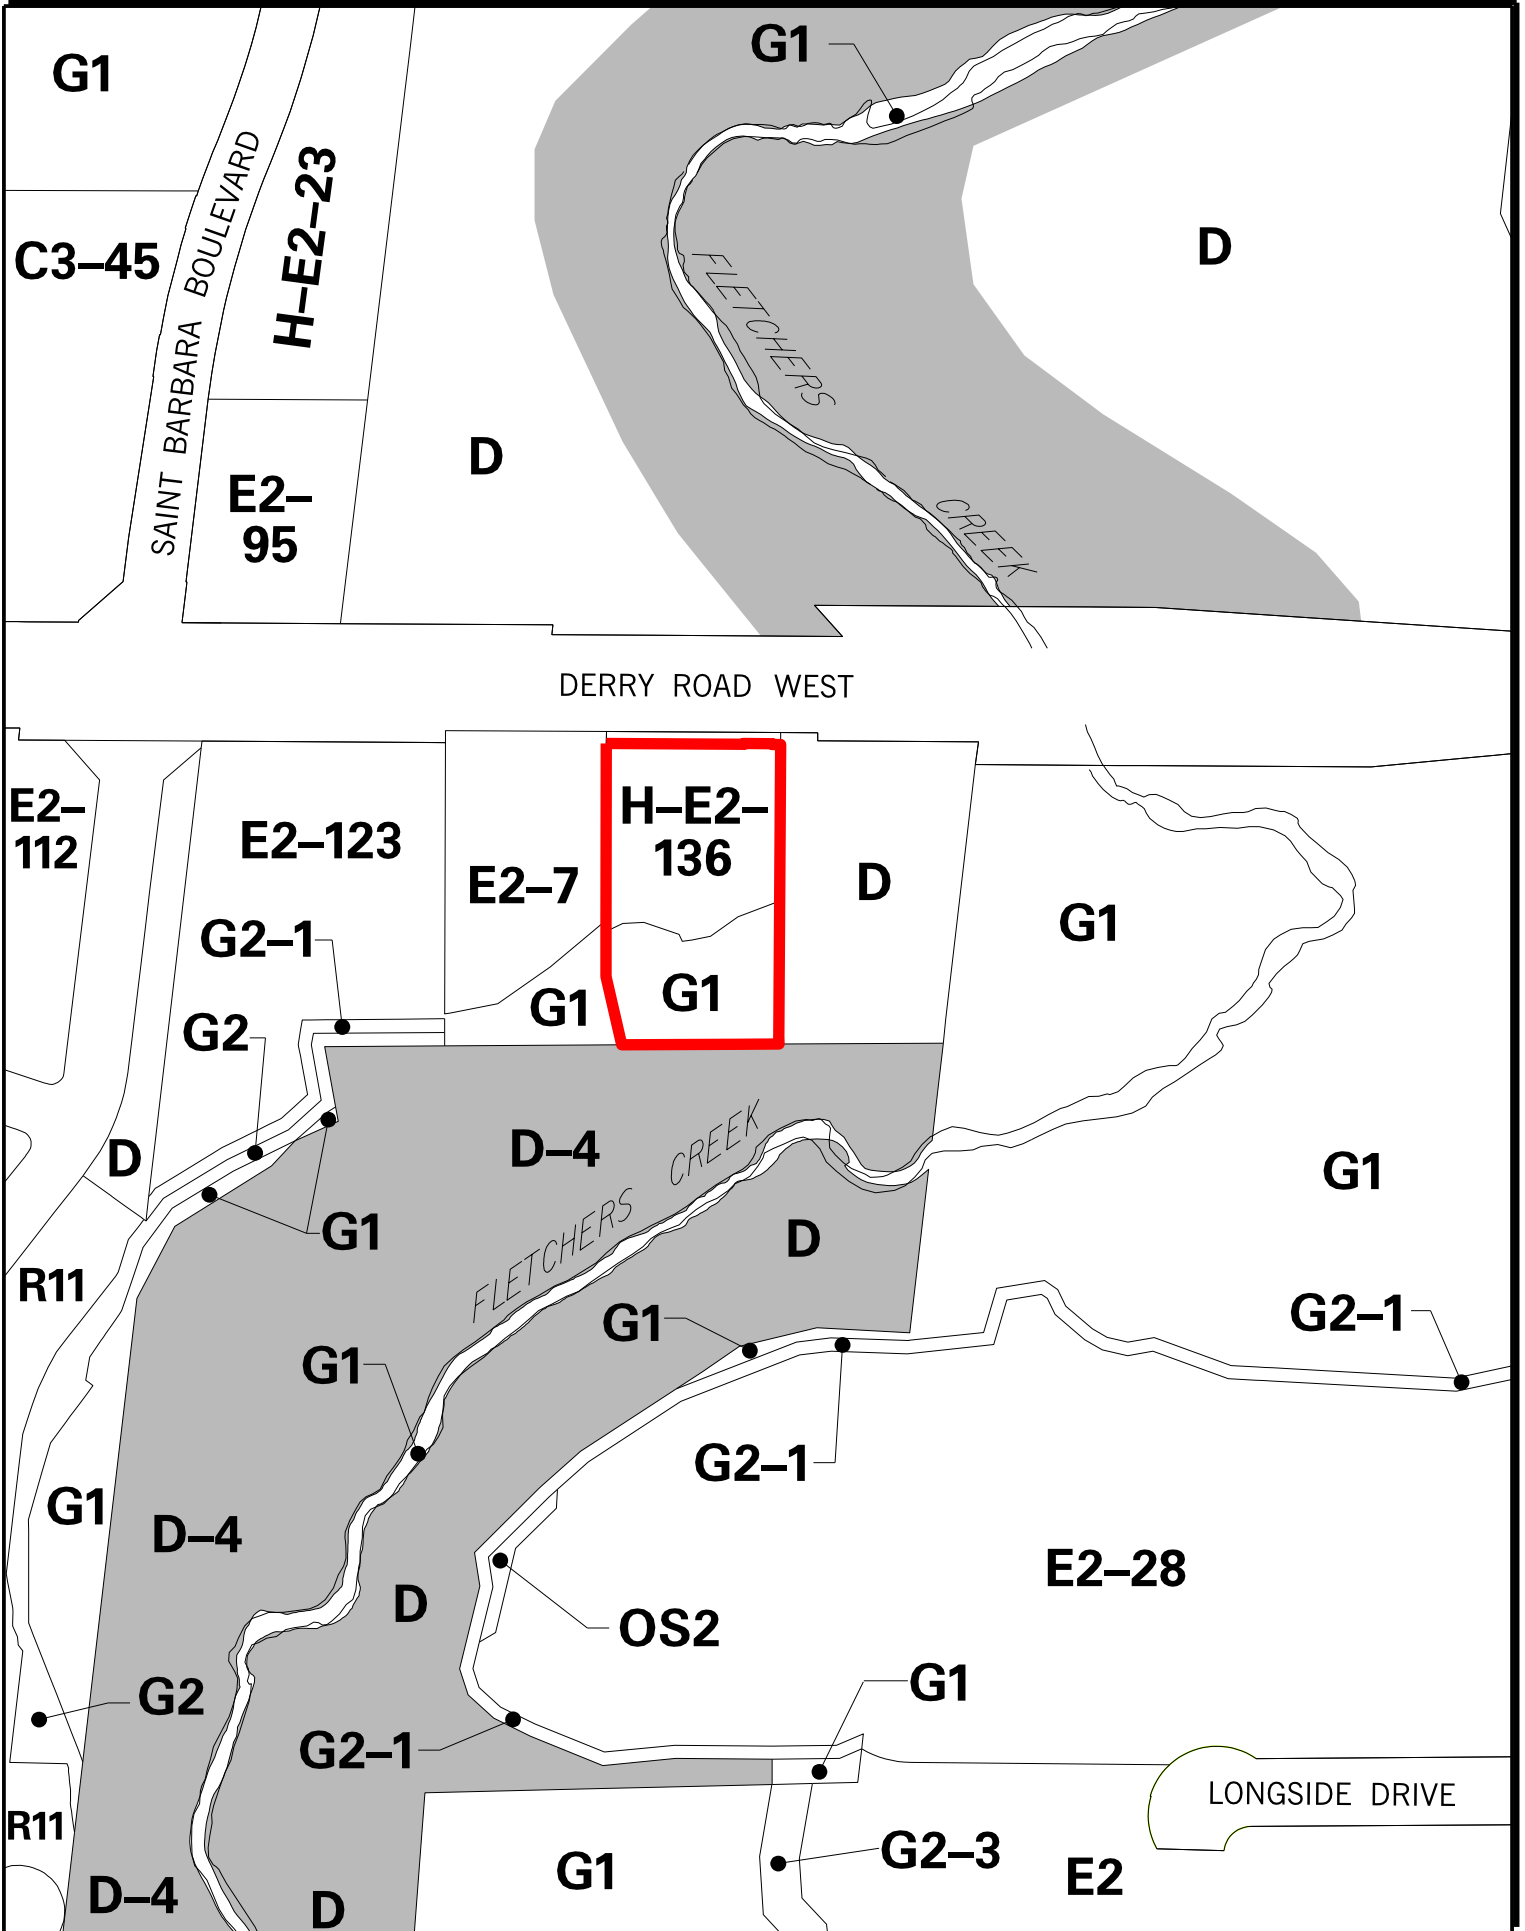 G1
G1
C3–45
SAINT BARBARA BOULEVARD
H–E2–23
D
FLETCHERS CREEK
D
E2–
95
DERRY ROAD WEST
E2–
112
E2–123
E2–7
H–E2–
136
D
G1
G2–1
G1
G1
G2
D
D–4
FLETCHERS CREEK
G1
G1
D
R11
G1
G2–1
G1
G2–1
G1
D–4
D
E2–28
OS2
G2
G1
G2–1
LONGSIDE DRIVE
R11
G2–3
G1
E2
D–4
D